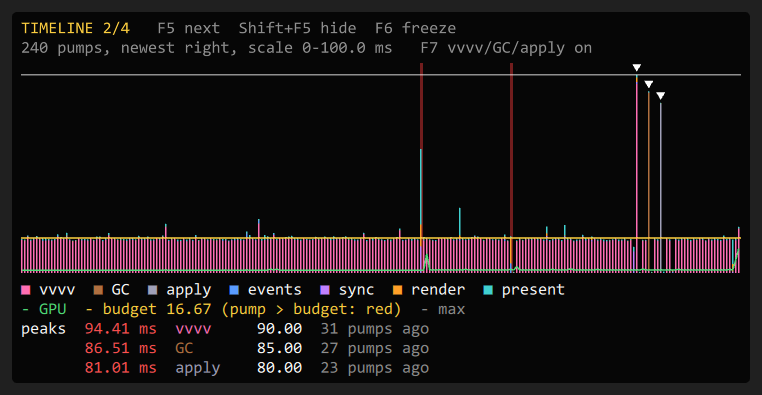 TIMELINE 2/4   F5 next  Shift+F5 hide  F6 freeze
240 pumps, newest right, scale 0-100.0 ms   F7 vvvv/GC/apply on
vvvv  GC  apply  events  sync  render  present
- GPU  - budget 16.67 (pump > budget: red)  - max
peaks  94.41 ms  vvvv  90.00  31 pumps ago
86.51 ms  GC  85.00  27 pumps ago
81.01 ms  apply  80.00  23 pumps ago